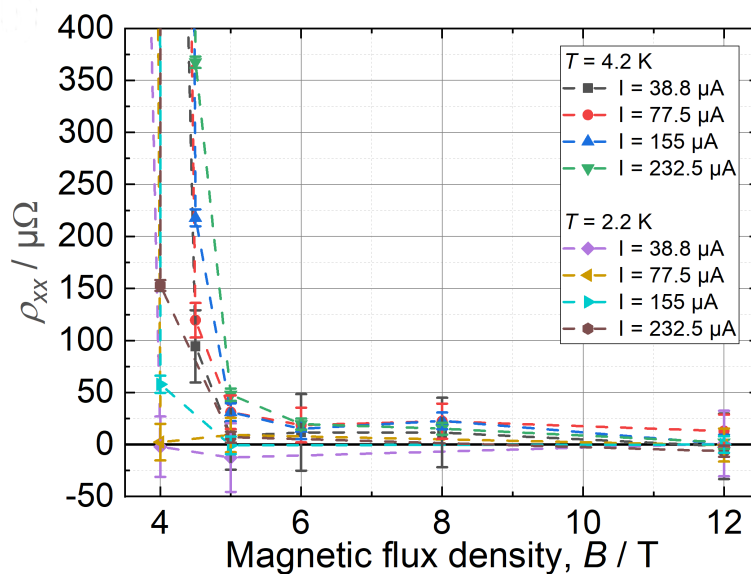 400
350
300
250
200
150
100
50
0
-50
ρxx / μΩ
T = 4.2 K
I = 38.8 μA
I = 77.5 μA
I = 155 μA
I = 232.5 μA
T = 2.2 K
I = 38.8 μA
I = 77.5 μA
I = 155 μA
I = 232.5 μA
4 6 8 10 12
Magnetic flux density, B / T